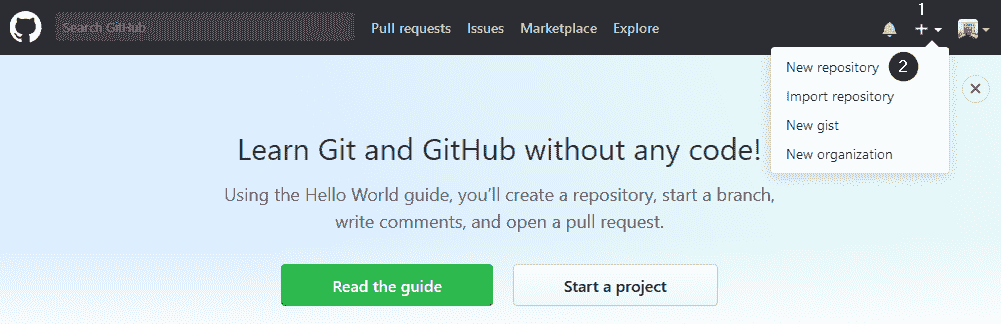 1
Search GitHub
Pull requests Issues Marketplace Explore
New repository 2
Import repository
New gist
New organization
Learn Git and GitHub without any code!
Using the Hello World guide, you’ll create a repository, start a branch,
write comments, and open a pull request.
Read the guide
Start a project